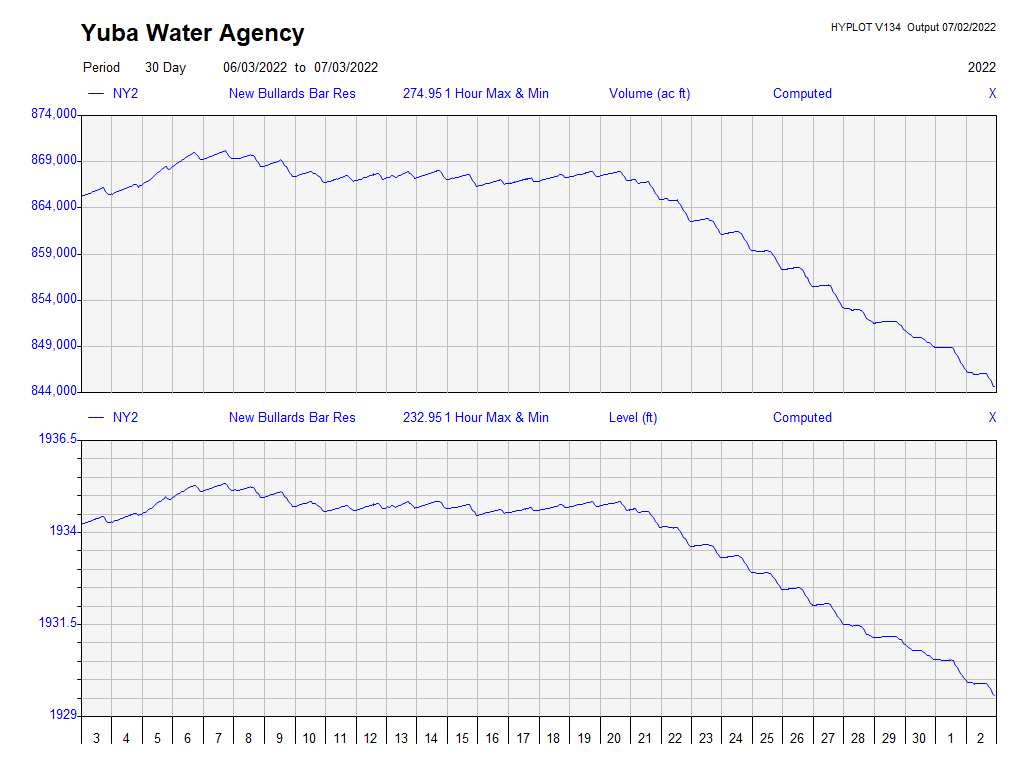 Yuba Water Agency
HYPLOT V134 Output 07/02/2022
Period 30 Day 06/03/2022 to 07/03/2022 2022
NY2 New Bullards Bar Res 274.95 1 Hour Max & Min Volume (ac ft) Computed X
874,000
869,000
864,000
859,000
854,000
849,000
844,000
NY2 New Bullards Bar Res 232.95 1 Hour Max & Min Level (ft) Computed X
1936.5
1934
1931.5
1929
3 4 5 6 7 8 9 10 11 12 13 14 15 16 17 18 19 20 21 22 23 24 25 26 27 28 29 30 1 2